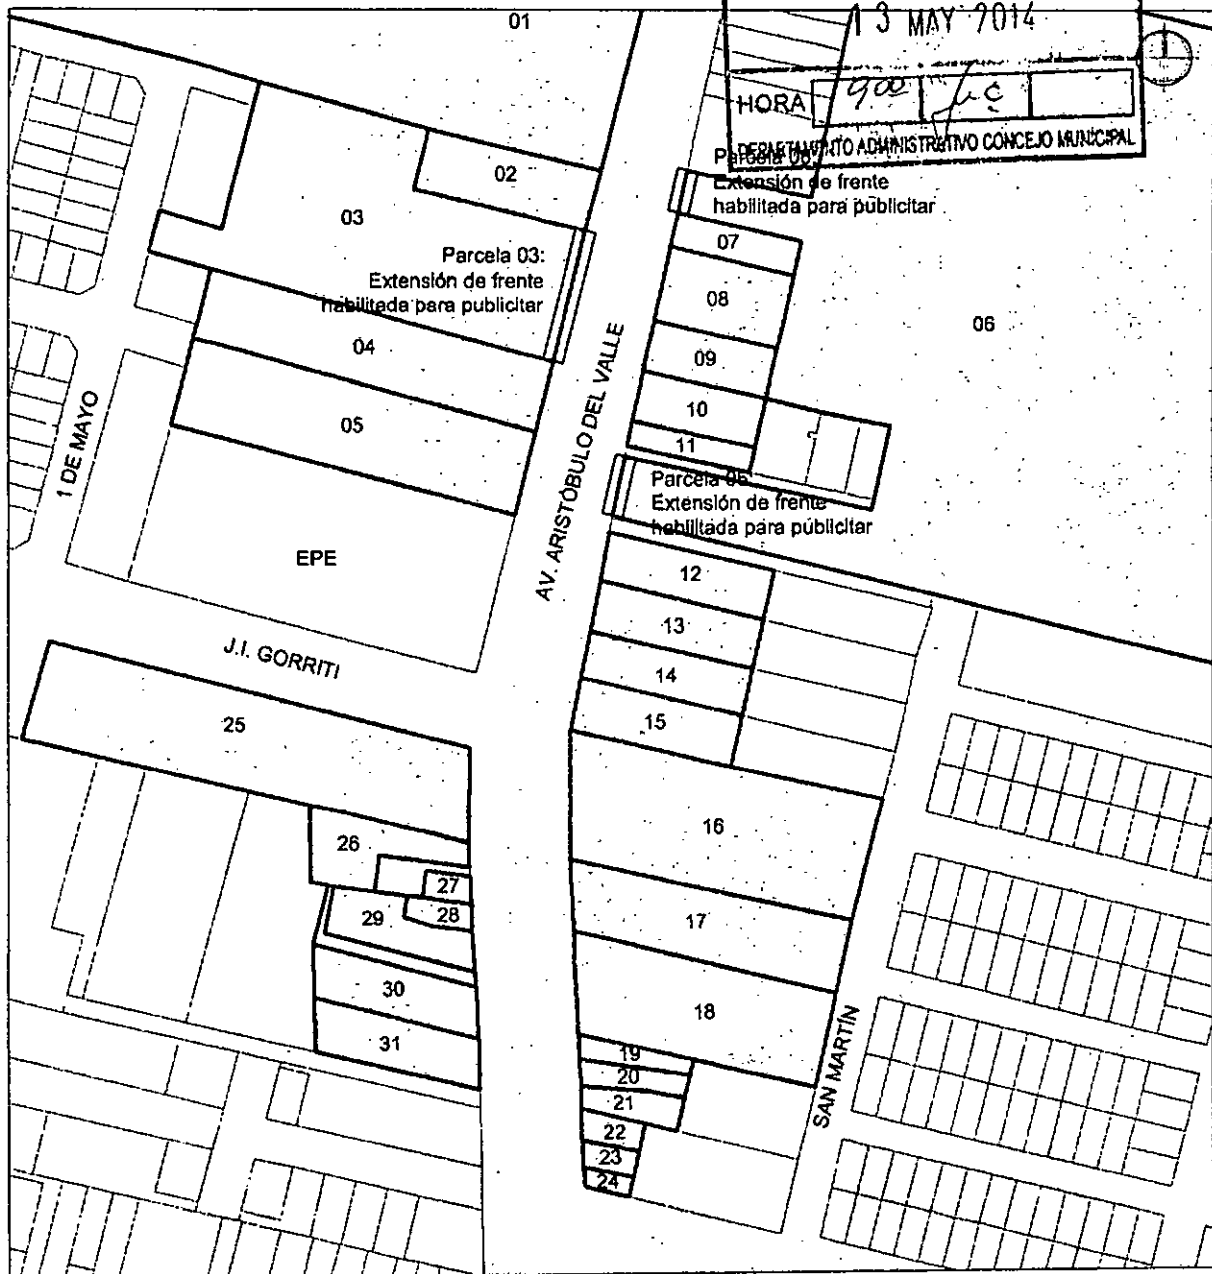 01
13 MAY 2014
HORA 900
DEPARTAMENTO ADMINISTRATIVO CONCEJO MUNICIPAL
02
Parcela 06:
Extensión de frente
habilitada para publicitar
03
07
Parcela 03:
Extensión de frente
habilitada para publicitar
08
06
04
09
05
10
11
1 DE MAYO
AV. ARISTÓBULO DEL VALLE
Parcela 06:
Extensión de frente
habilitada para publicitar
EPE
12
13
J.I. GORRITI
14
15
25
16
26
27
28
29
17
30
18
31
19
20
21
22
23
24
SAN MARTÍN